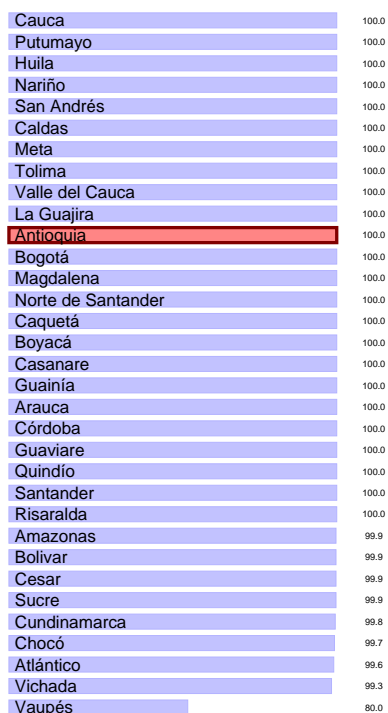 Cauca 100.0
Putumayo 100.0
Huila 100.0
Nariño 100.0
San Andrés 100.0
Caldas 100.0
Meta 100.0
Tolima 100.0
Valle del Cauca 100.0
La Guajira 100.0
Antioquia 100.0
Bogotá 100.0
Magdalena 100.0
Norte de Santander 100.0
Caquetá 100.0
Boyacá 100.0
Casanare 100.0
Guainía 100.0
Arauca 100.0
Córdoba 100.0
Guaviare 100.0
Quindío 100.0
Santander 100.0
Risaralda 100.0
Amazonas 99.9
Bolivar 99.9
Cesar 99.9
Sucre 99.9
Cundinamarca 99.8
Chocó 99.7
Atlántico 99.6
Vichada 99.3
Vaupés 80.0